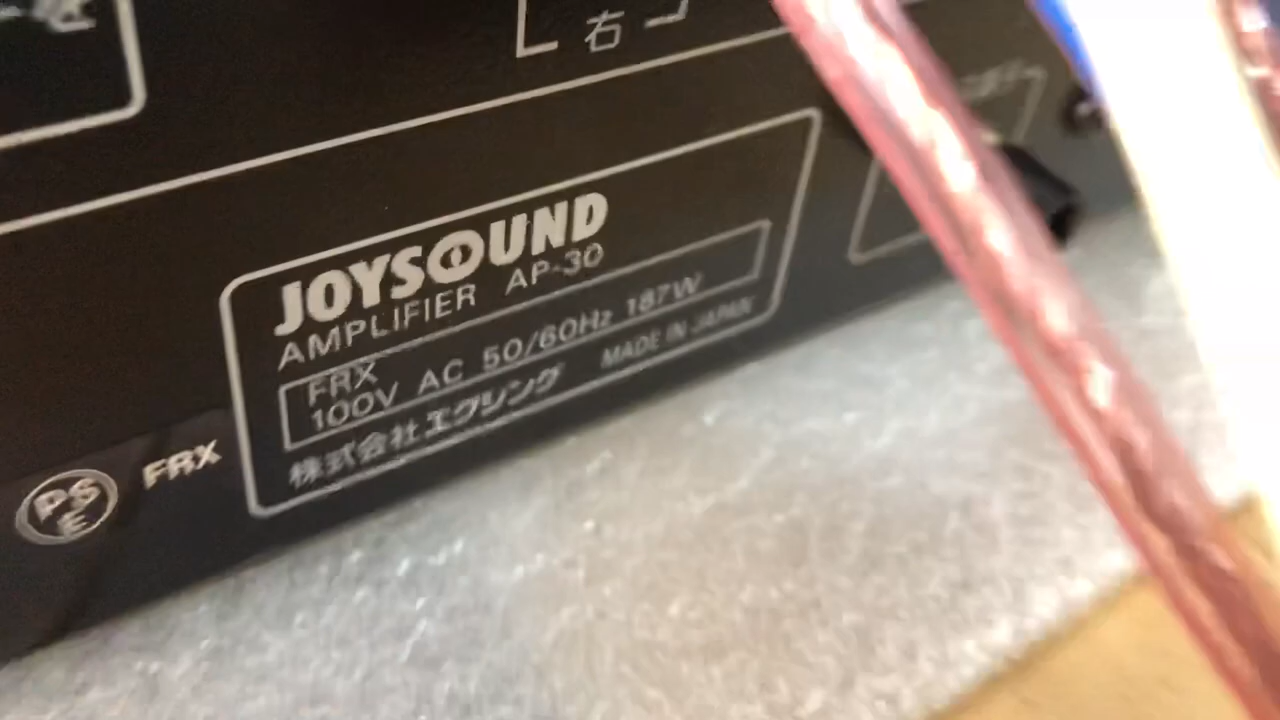 右
JOYSOUND
AMPLIFIER AP-30
FRX
100V AC 50/60Hz 187W
株式会社エクシング MADE IN JAPAN
PSE FRX